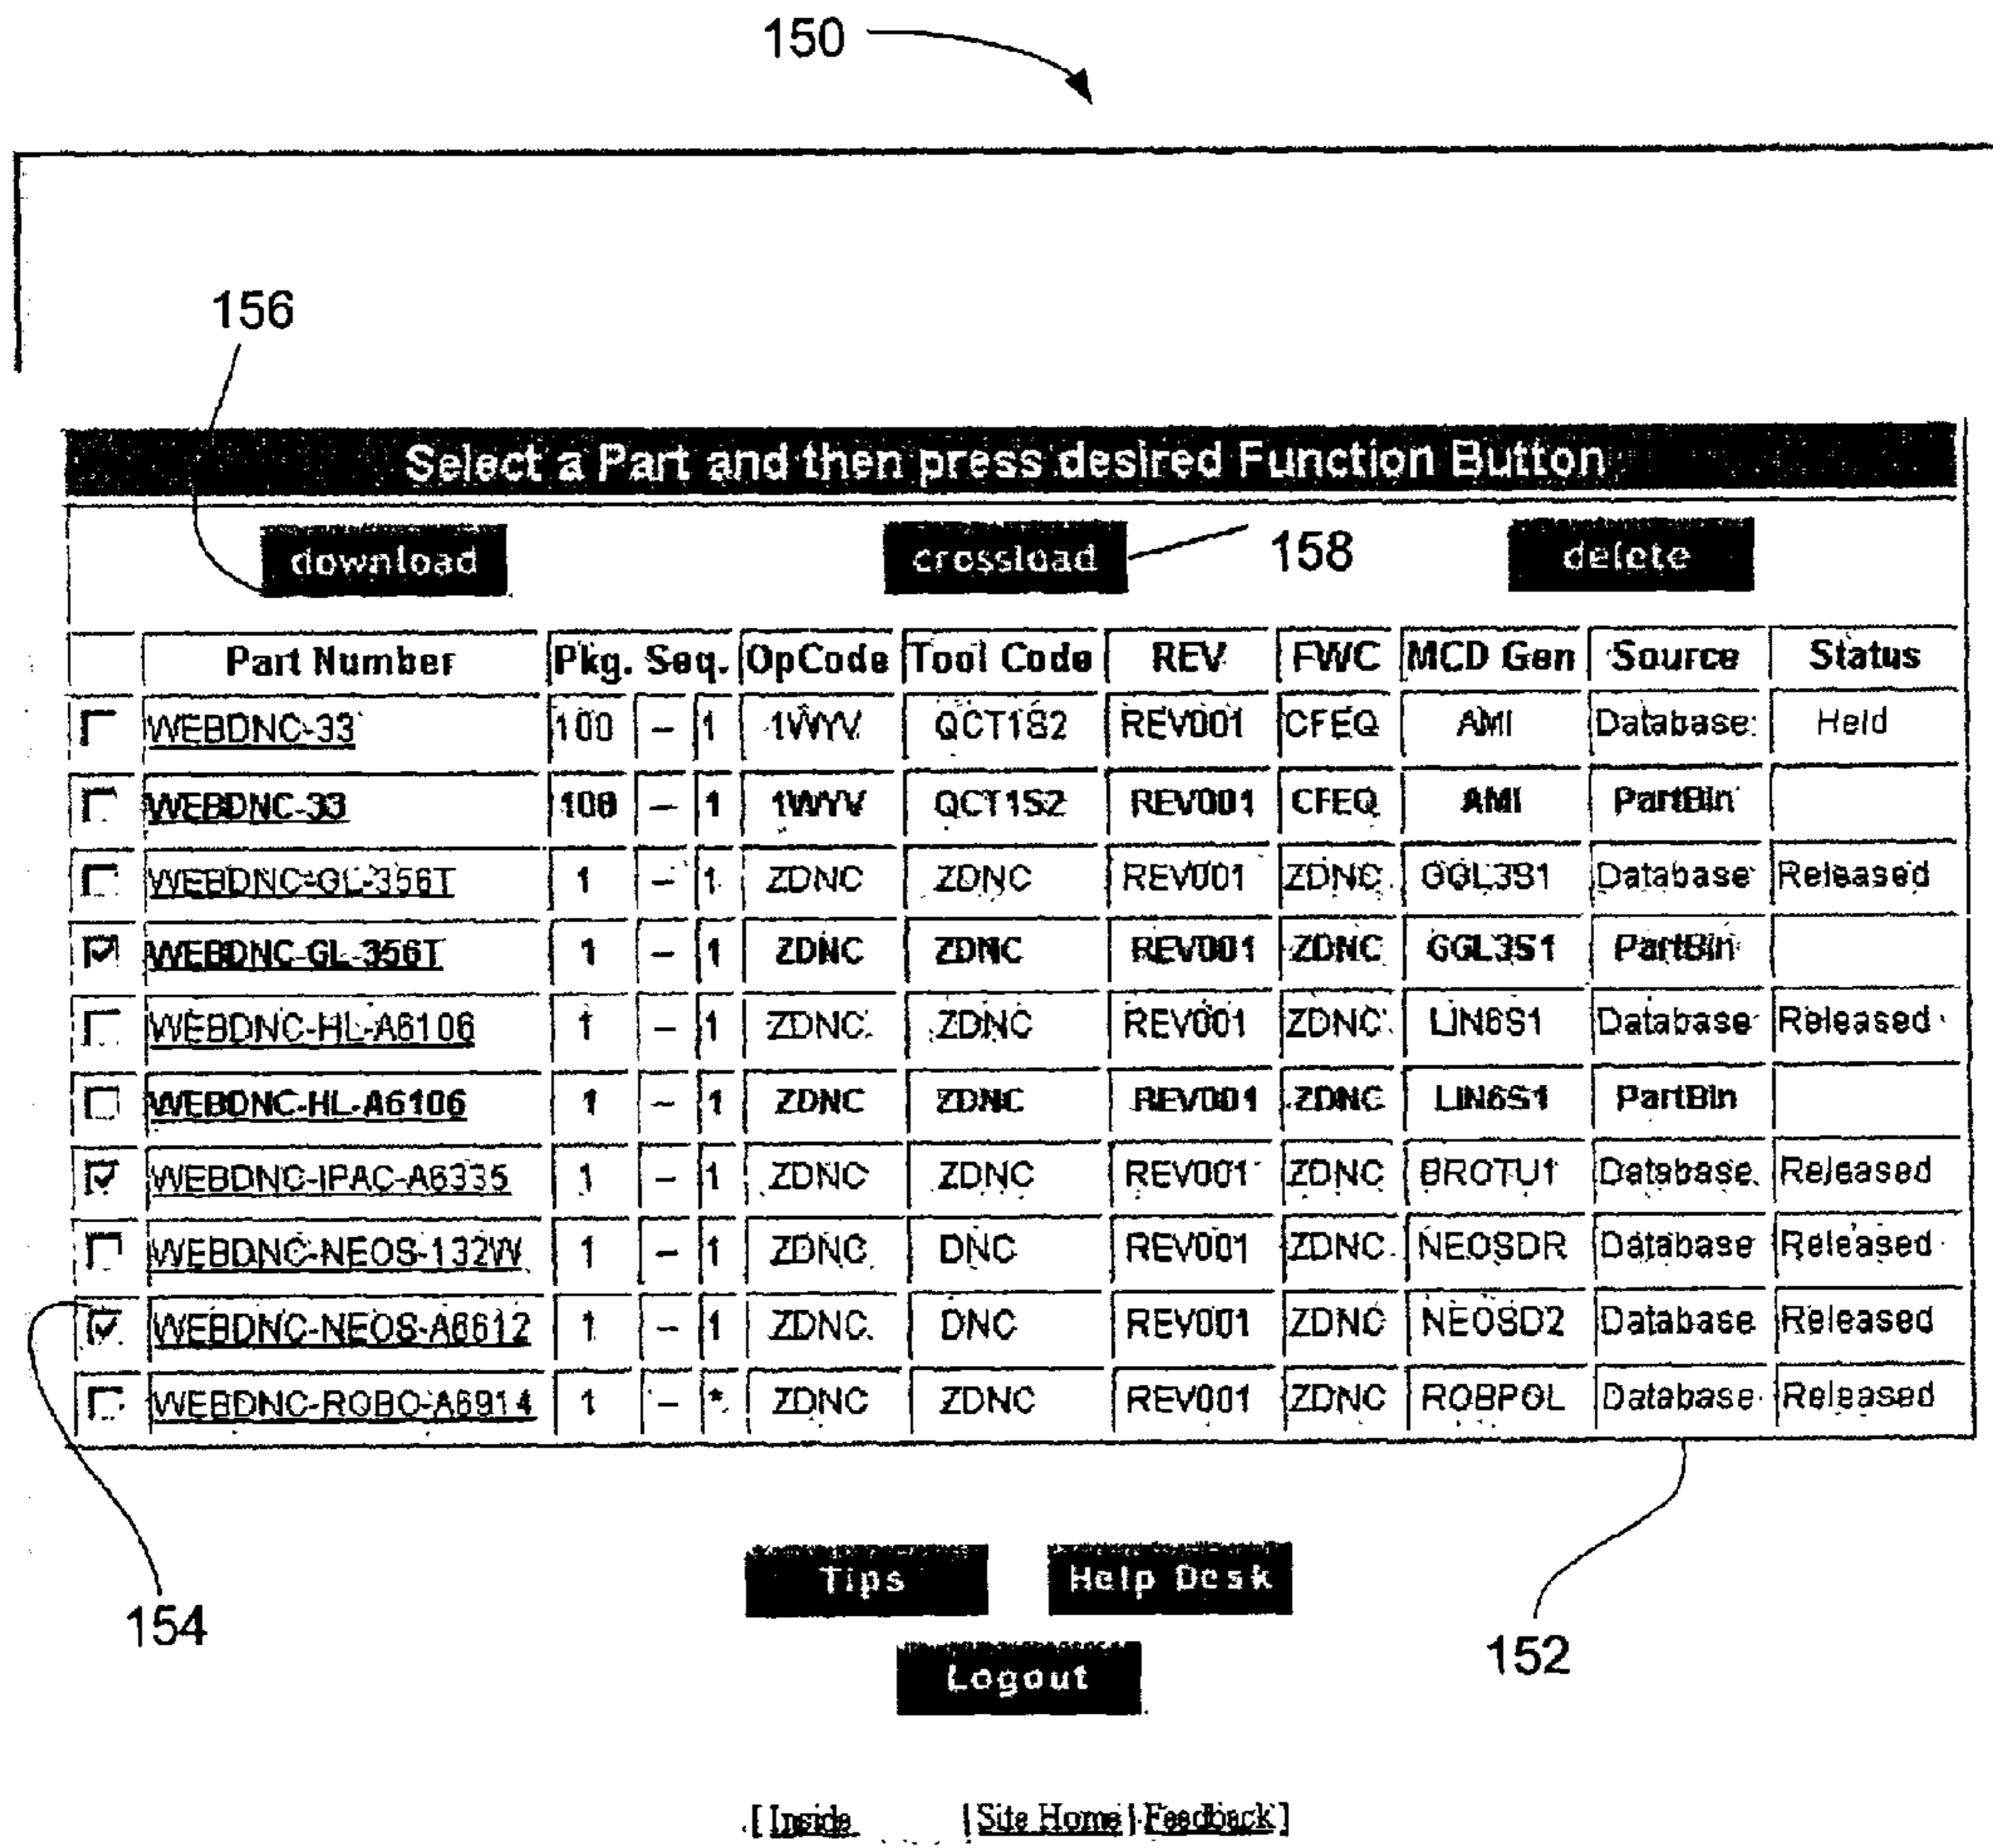 150
156
Select a Part and then press desired Function Button
download crossload 158 delete
Part Number Pkg. Seq. OpCode Tool Code REV FWC MCD Gen Source Status
WEBDNC-33 100 – 1 1WYV QCT1S2 REV001 CFEQ AMI Database Held
WEBDNC-33 100 – 1 1WYV QCT1S2 REV001 CFEQ AMI PartBin
WEBDNC-GL-356T 1 – 1 ZDNC ZDNC REV001 ZDNC GGL3S1 Database Released
WEBDNC-GL-356T 1 – 1 ZDNC ZDNC REV001 ZDNC GGL3S1 PartBin
WEBDNC-HL-A6106 1 – 1 ZDNC ZDNC REV001 ZDNC LIN6S1 Database Released
WEBDNC-HL-A6106 1 – 1 ZDNC ZDNC REV001 ZDNC LIN6S1 PartBin
WEBDNC-IPAC-A6335 1 – 1 ZDNC ZDNC REV001 ZDNC BROTU1 Database Released
WEBDNC-NEOS-132W 1 – 1 ZDNC DNC REV001 ZDNC NEOSDR Database Released
WEBDNC-NEOS-A6612 1 – 1 ZDNC DNC REV001 ZDNC NEOSD2 Database Released
WEBDNC-ROBO-A6914 1 – * ZDNC ZDNC REV001 ZDNC ROBPOL Database Released
Tips Help Desk
154
Logout
152
[ Inside | Site Home | Feedback ]